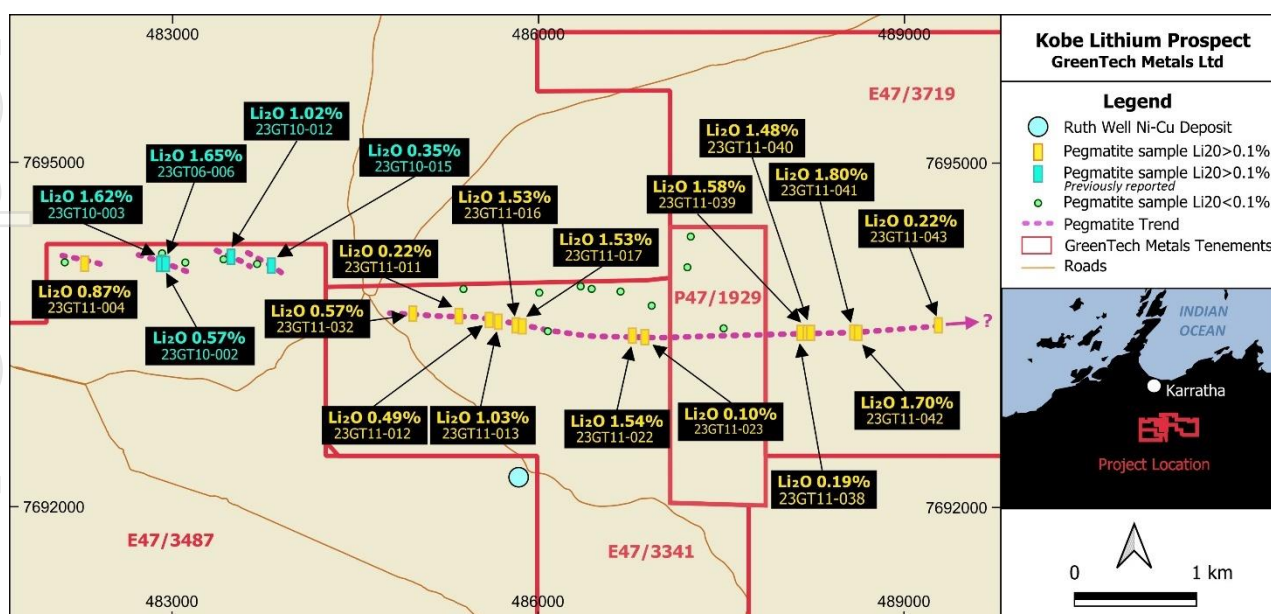 483000
486000
489000
Li₂O 1.02%
23GT10-012
Li₂O 1.65%
23GT06-006
Li₂O 0.35%
23GT10-015
Li₂O 1.62%
23GT10-003
Li₂O 0.87%
23GT11-004
Li₂O 0.57%
23GT10-002
Li₂O 0.22%
23GT11-011
Li₂O 0.57%
23GT11-032
Li₂O 1.53%
23GT11-016
Li₂O 1.53%
23GT11-017
Li₂O 0.49%
23GT11-012
Li₂O 1.03%
23GT11-013
Li₂O 1.54%
23GT11-022
Li₂O 0.10%
23GT11-023
Li₂O 1.48%
23GT11-040
Li₂O 1.58%
23GT11-039
Li₂O 1.80%
23GT11-041
Li₂O 0.22%
23GT11-043
Li₂O 1.70%
23GT11-042
Li₂O 0.19%
23GT11-038
?
E47/3719
P47/1929
E47/3487
E47/3341
7695000
7695000
7692000
7692000
483000
486000
489000
Kobe Lithium Prospect
GreenTech Metals Ltd
Legend
Ruth Well Ni-Cu Deposit
Pegmatite sample Li20>0.1%
Pegmatite sample Li20>0.1%
Previously reported
Pegmatite sample Li20<0.1%
Pegmatite Trend
GreenTech Metals Tenements
Roads
INDIAN
OCEAN
Karratha
Project Location
0 1 km